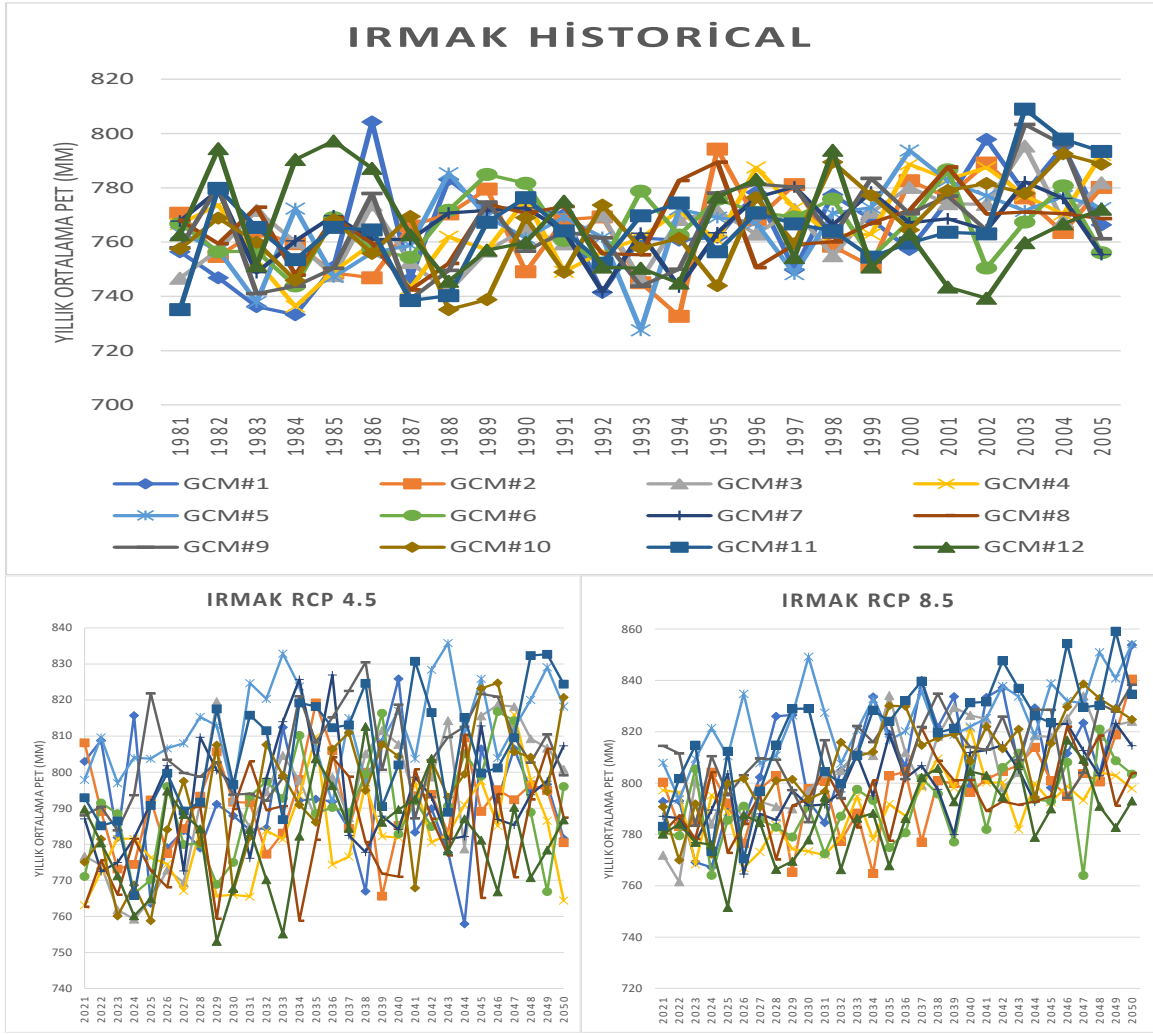 IRMAK HİSTORİCAL
YILLIK ORTALAMA PET (MM)
820
800
780
760
740
720
700
1981 1982 1983 1984 1985 1986 1987 1988 1989 1990 1991 1992 1993 1994 1995 1996 1997 1998 1999 2000 2001 2002 2003 2004 2005
GCM#1 GCM#2 GCM#3 GCM#4
GCM#5 GCM#6 GCM#7 GCM#8
GCM#9 GCM#10 GCM#11 GCM#12
IRMAK RCP 4.5
YILLIK ORTALAMA PET (MM)
840
830
820
810
800
790
780
770
760
750
740
2021 2022 2023 2024 2025 2026 2027 2028 2029 2030 2031 2032 2033 2034 2035 2036 2037 2038 2039 2040 2041 2042 2043 2044 2045 2046 2047 2048 2049 2050
IRMAK RCP 8.5
YILLIK ORTALAMA PET (MM)
860
840
820
800
780
760
740
720
2021 2022 2023 2024 2025 2026 2027 2028 2029 2030 2031 2032 2033 2034 2035 2036 2037 2038 2039 2040 2041 2042 2043 2044 2045 2046 2047 2048 2049 2050